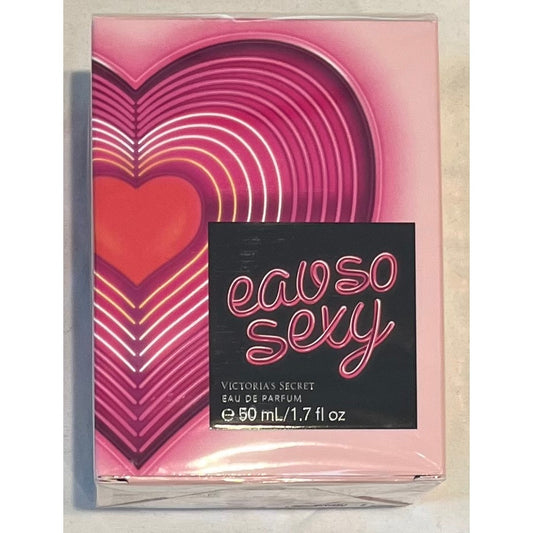 eau so
sexy
VICTORIA'S SECRET
EAU DE PARFUM
℮ 50 mL/1.7 fl oz